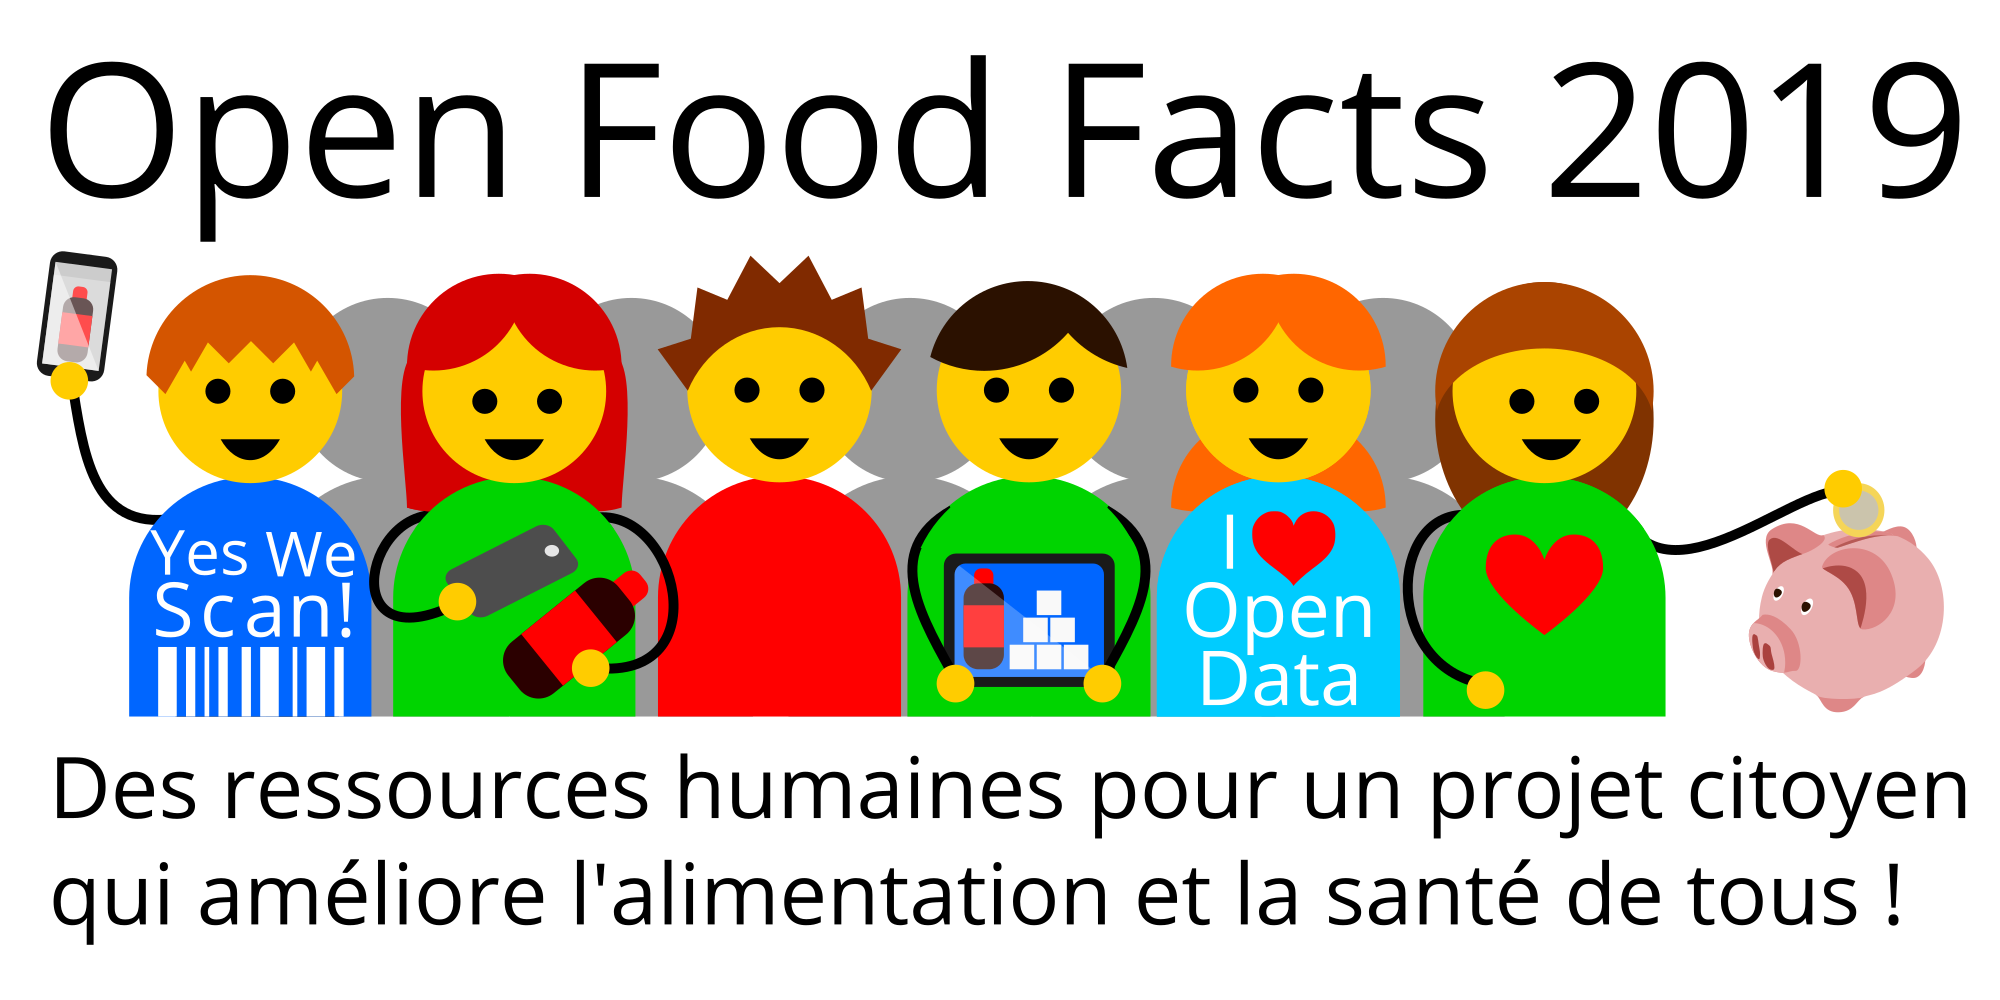 Open Food Facts 2019
Yes We
Scan!
I
Open
Data
Des ressources humaines pour un projet citoyen
qui améliore l'alimentation et la santé de tous !